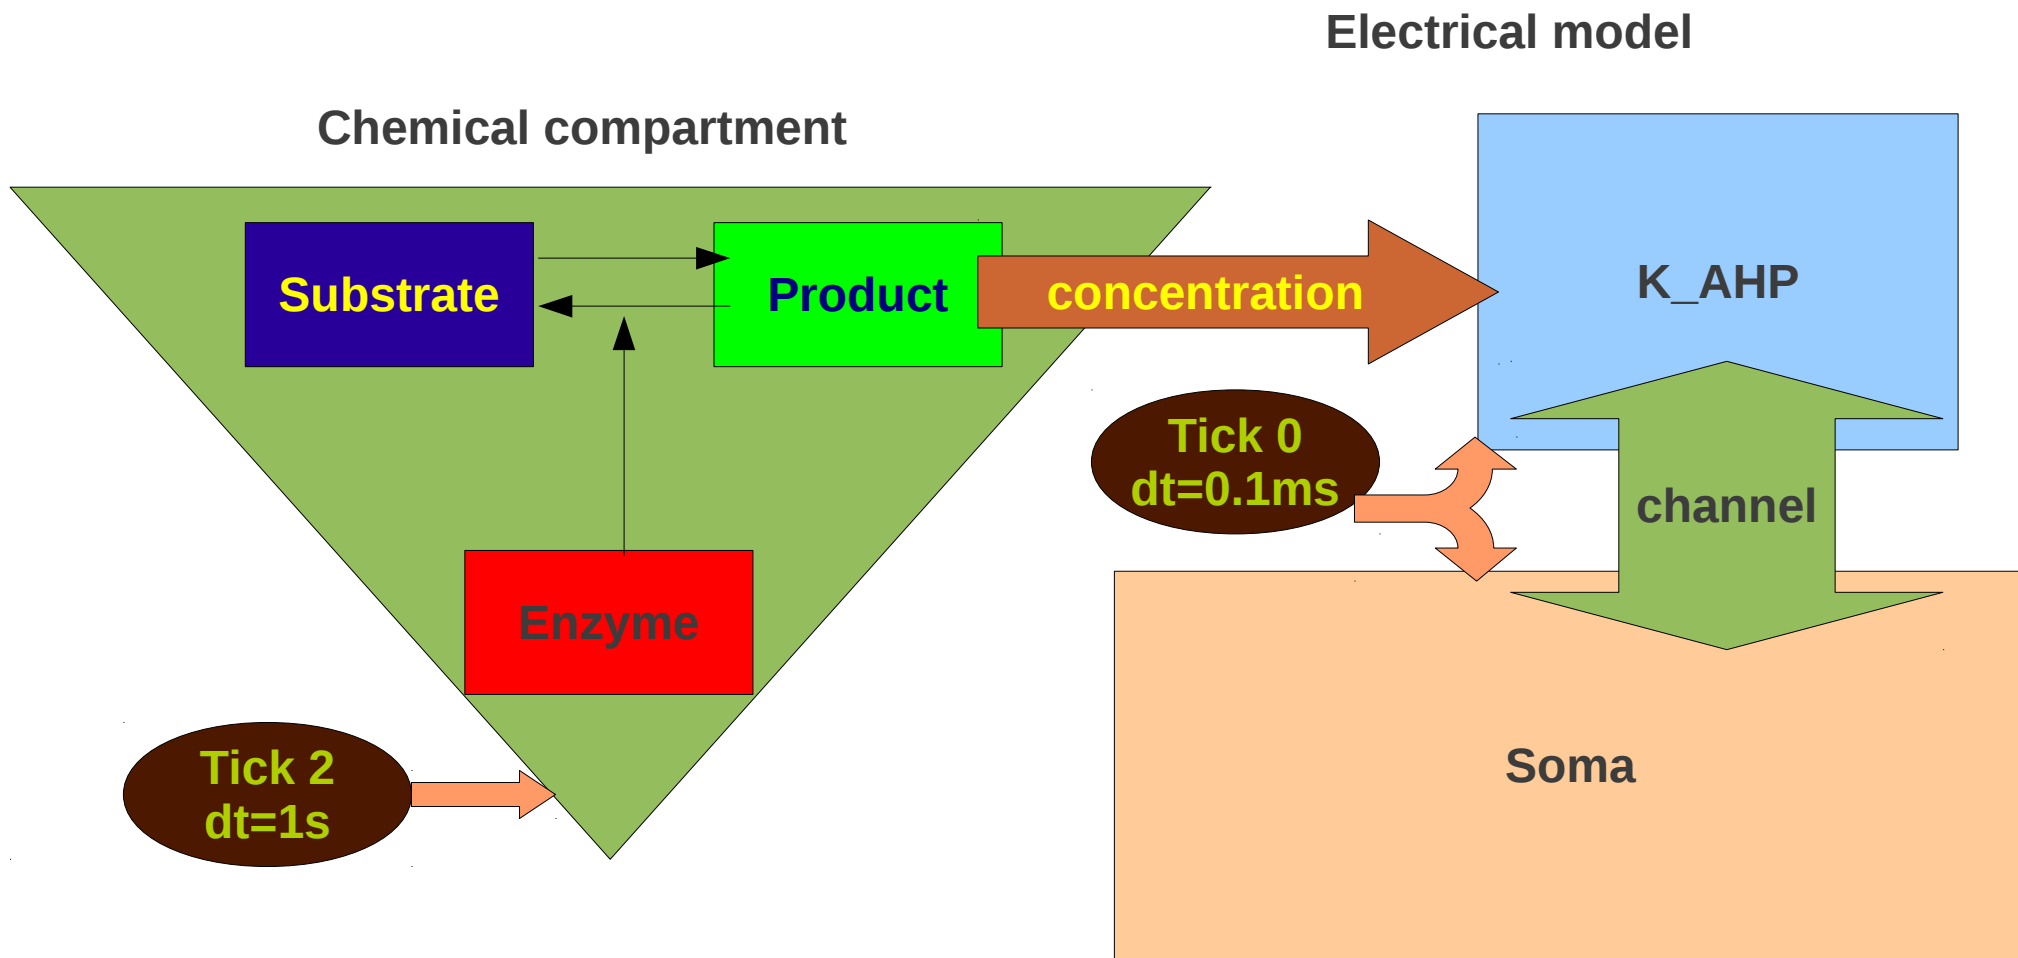 Electrical model
Chemical compartment
Substrate
Product
concentration
K_AHP
Tick 0
dt=0.1ms
channel
Enzyme
Tick 2
dt=1s
Soma